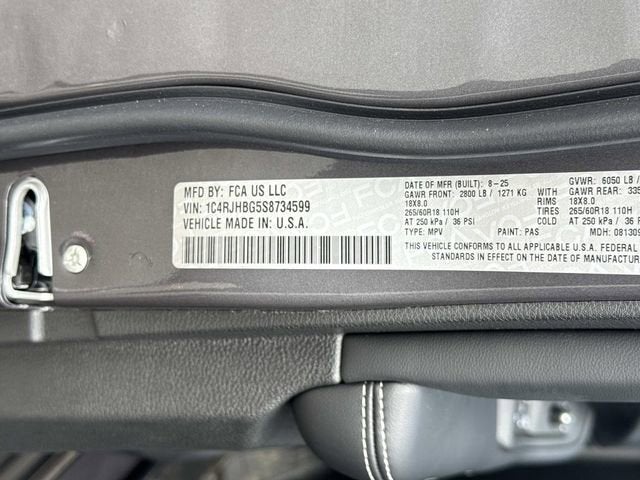 MFD BY: FCA US LLC
VIN: 1C4RJHBG5S8734599
VEHICLE MADE IN: U.S.A.
DATE OF MFR (BUILT): 8-25 GVWR: 6050 LB /
GAWR FRONT: 2800 LB / 1271 KG WITH GAWR REAR: 335
18X8.0 RIMS 18X8.0
265/60R18 110H TIRES 265/60R18 110H
AT 250 kPa / 36 PSI COLD AT 250 kPa / 36 P
TYPE: MPV PAINT: PAS MDH: 081309
THIS VEHICLE CONFORMS TO ALL APPLICABLE U.S.A. FEDERAL
STANDARDS IN EFFECT ON THE DATE OF MANUFACTUR